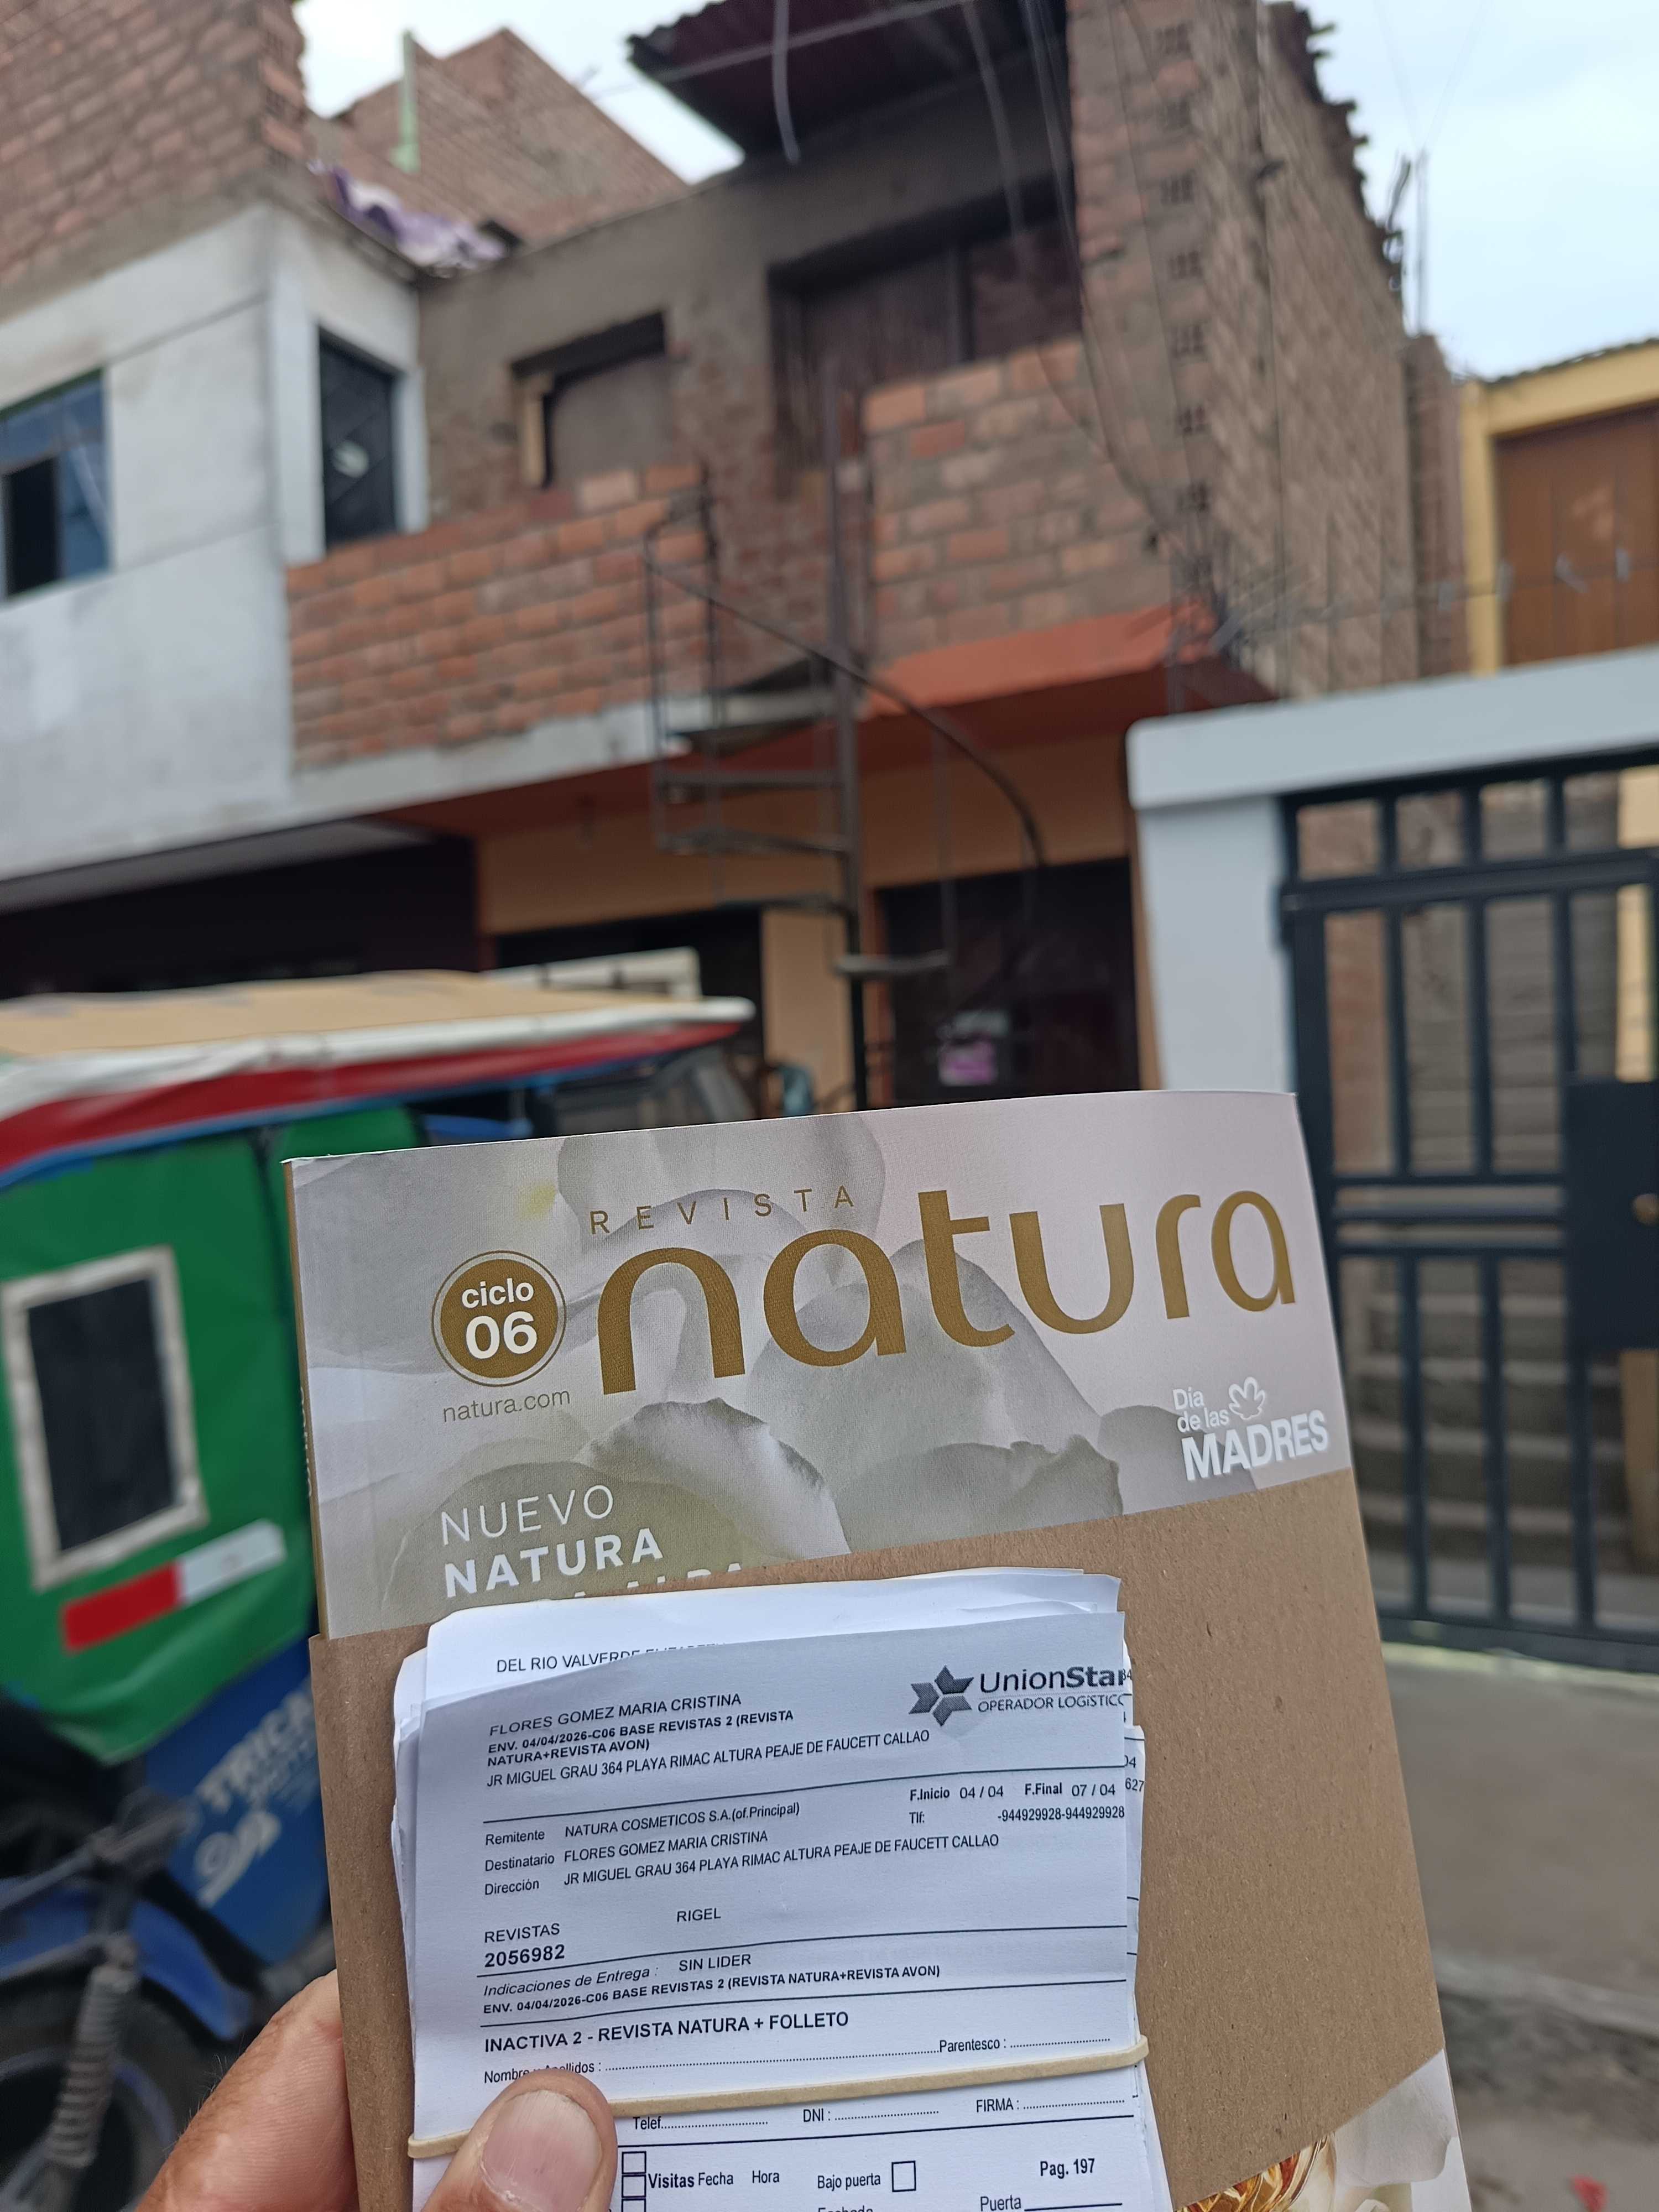 REVISTA
natura
ciclo
06
natura.com
Día
de las
MADRES
NUEVO
NATURA
DEL RIO VALVERDE
UnionStar
OPERADOR LOGÍSTICO
FLORES GOMEZ MARIA CRISTINA
ENV. 04/04/2026-C06 BASE REVISTAS 2 (REVISTA
NATURA+REVISTA AVON)
JR MIGUEL GRAU 364 PLAYA RIMAC ALTURA PEAJE DE FAUCETT CALLAO
F.Inicio 04 / 04 F.Final 07 / 04
Remitente NATURA COSMETICOS S.A.(of.Principal)
Tlf: -944929928-944929928
Destinatario FLORES GOMEZ MARIA CRISTINA
Dirección JR MIGUEL GRAU 364 PLAYA RIMAC ALTURA PEAJE DE FAUCETT CALLAO
REVISTAS RIGEL
2056982
Indicaciones de Entrega : SIN LIDER
ENV. 04/04/2026-C06 BASE REVISTAS 2 (REVISTA NATURA+REVISTA AVON)
INACTIVA 2 - REVISTA NATURA + FOLLETO
Nombre y Apellidos : Parentesco :
Telef. DNI : FIRMA :
Visitas Fecha Hora Bajo puerta Pag. 197
Puerta